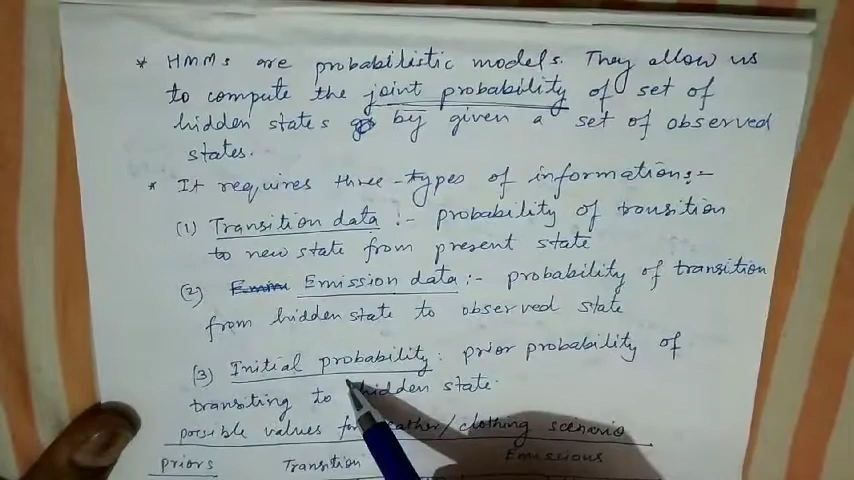 * HMMs are probabilistic models. They allow us
to compute the joint probability of set of
hidden states by given a set of observed
states.
* It requires three types of information:-
(1) Transition data :- probability of transition
to new state from present state
(2) Emission data :- probability of transition
from hidden state to observed state
(3) Initial probability : prior probability of
transiting to hidden state.
possible values for weather/clothing scenario
priors Transition Emissions